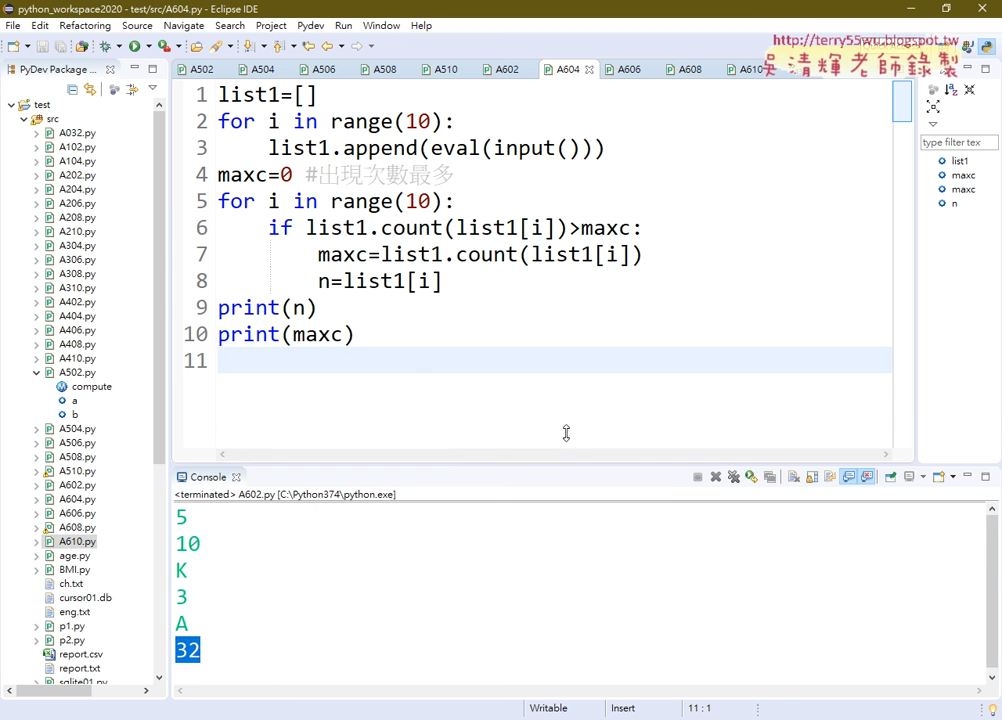 python_workspace2020 - test/src/A604.py - Eclipse IDE
File Edit Refactoring Source Navigate Search Project Pydev Run Window Help
http://terry55wu.blogspot.tw
吳清輝老師錄製
PyDev Package ...
A502 A504 A506 A508 A510 A602 A604 A606 A608 A610
test
src
A032.py
A102.py
A104.py
A202.py
A204.py
A206.py
A208.py
A210.py
A304.py
A306.py
A308.py
A310.py
A402.py
A404.py
A406.py
A408.py
A410.py
A502.py
compute
a
b
A504.py
A506.py
A508.py
A510.py
A602.py
A604.py
A606.py
A608.py
A610.py
age.py
BMI.py
ch.txt
cursor01.db
eng.txt
p1.py
p2.py
report.csv
report.txt
sqlite01.py
1 list1=[]
2 for i in range(10):
3 list1.append(eval(input()))
4 maxc=0 #出現次數最多
5 for i in range(10):
6 if list1.count(list1[i])>maxc:
7 maxc=list1.count(list1[i])
8 n=list1[i]
9 print(n)
10 print(maxc)
11
type filter tex
list1
maxc
maxc
n
Console
<terminated> A602.py [C:\Python374\python.exe]
5
10
K
3
A
32
Writable Insert 11 : 1